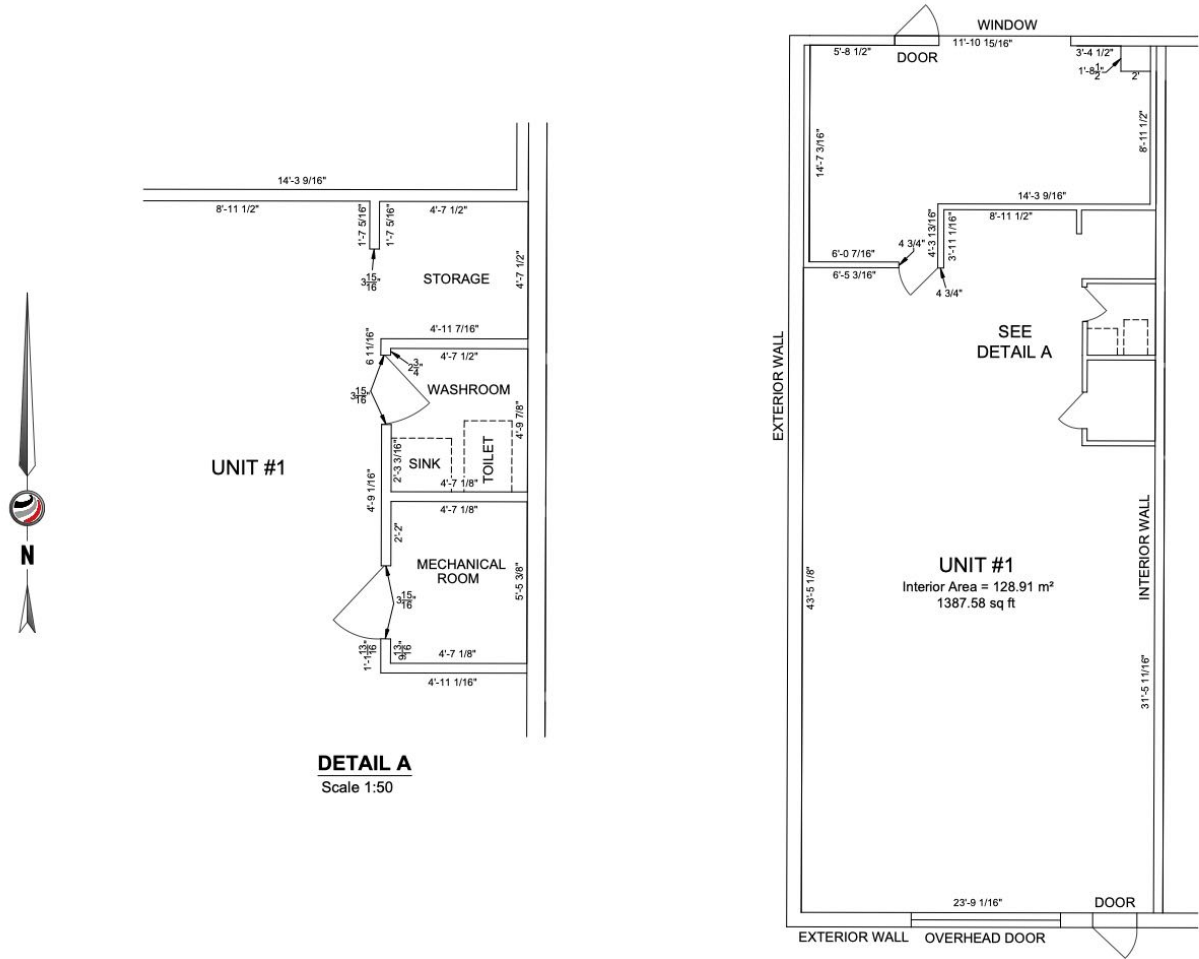 14'-3 9/16"
8'-11 1/2"
1'-7 5/16"
1'-7 5/16"
4'-7 1/2"
3 15/16"
STORAGE
4'-7 1/2"
4'-11 7/16"
6 11/16"
4'-7 1/2"
2 3/4"
3 15/16"
WASHROOM
4'-9 7/8"
UNIT #1
SINK
TOILET
2'-3 3/16"
4'-7 1/8"
4'-9 1/16"
4'-7 1/8"
2'-2"
MECHANICAL
ROOM
3 15/16"
5'-5 3/8"
1'-1 13/16"
9 13/16"
4'-7 1/8"
4'-11 1/16"
N
DETAIL A
Scale 1:50
WINDOW
5'-8 1/2"
DOOR
11'-10 15/16"
3'-4 1/2"
1'-8 1/2"
2'
14'-7 3/16"
8'-11 1/2"
14'-3 9/16"
8'-11 1/2"
4'-3 13/16"
3'-11 1/16"
6'-0 7/16"
4 3/4"
6'-5 3/16"
4 3/4"
SEE
DETAIL A
EXTERIOR WALL
INTERIOR WALL
UNIT #1
Interior Area = 128.91 m²
1387.58 sq ft
43'-5 1/8"
31'-5 11/16"
23'-9 1/16"
DOOR
EXTERIOR WALL
OVERHEAD DOOR